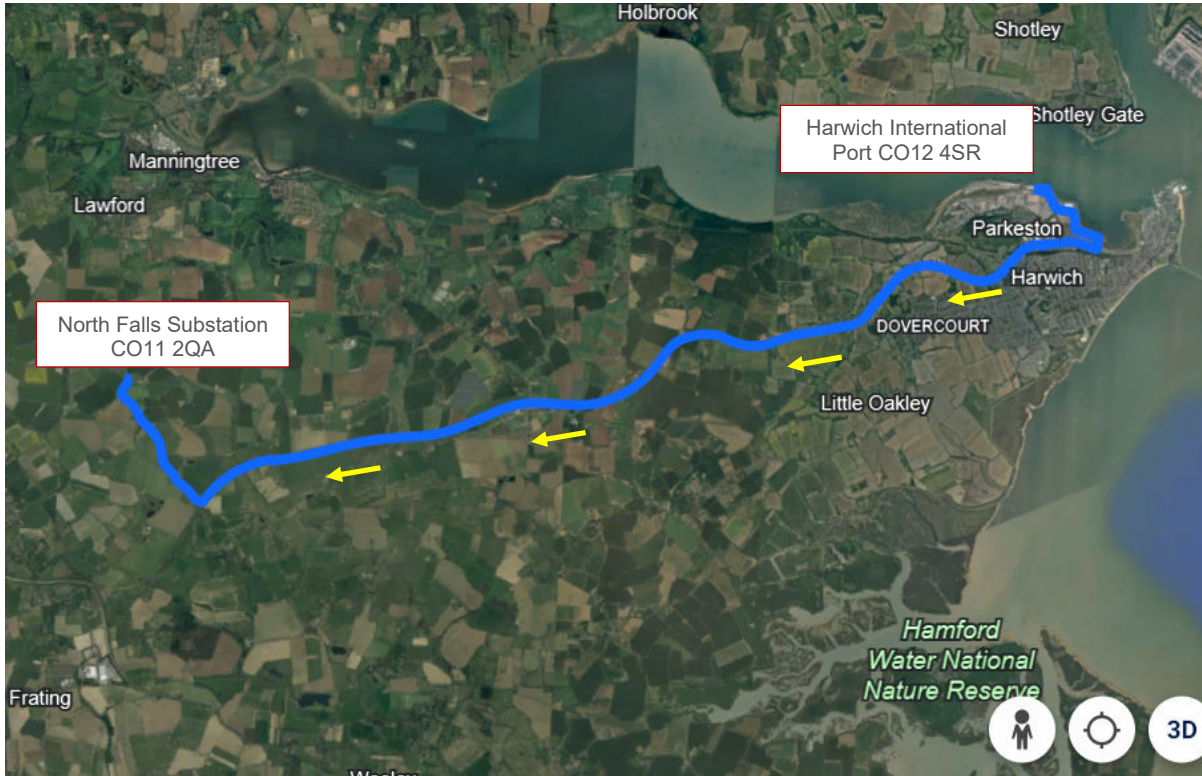 Holbrook
Shotley
Harwich International
Port CO12 4SR
Shotley Gate
Manningtree
Lawford
Parkeston
Harwich
North Falls Substation
CO11 2QA
DOVERCOURT
Little Oakley
Hamford
Water National
Nature Reserve
Frating
3D